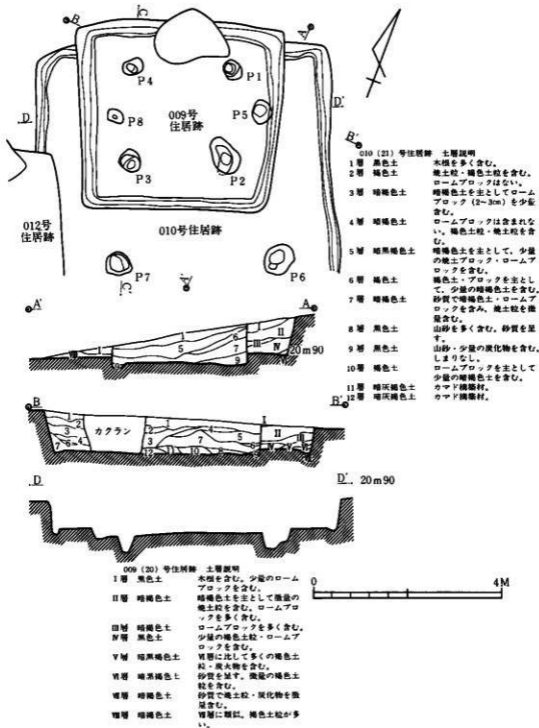 B
C
A
P4
P1
009号
住居跡
P5
P8
D
D'
P3
P2
B'
012号
住居跡
010号住居跡
P7
P6
C
A
010 (21) 号住居跡 土層説明
1層 黒色土 木根を多く含む。
2層 褐色土 焼土粒・褐色土粒を含む。
ロームブロックはない。
3層 暗褐色土 暗褐色土を主としてローム
ブロック (2〜3cm) を少量
含む。
4層 暗褐色土 ロームブロックは含まれな
い。褐色土粒・焼土粒を含
む。
5層 暗黒褐色土 暗褐色土を主として、少量
の焼土ブロック・ロームブ
ロックを含む。
6層 褐色土 褐色土・ブロックを主とし
て、少量の暗褐色土を含む。
7層 暗褐色土 砂質で暗褐色土・ロームブ
ロックを含み、焼土粒を微
量含む。
8層 黒色土 山砂を多く含む。砂質を呈
す。
9層 黒色土 山砂・少量の炭化物を含む。
しまりなし。
10層 褐色土 ロームブロックを主として
少量の暗褐色土を含む。
11層 暗灰褐色土 カマド構築材。
12層 暗灰褐色土 カマド構築材。
A'
A
20m90
B
カクラン
B'
D
D' 20m90
009 (20) 号住居跡 土層説明
I層 黒色土 木根を含む。少量のローム
ブロックを含む。
II層 暗褐色土 暗褐色土を主として微量の
焼土粒を含む。ロームブロ
ックを多く含む。
III層 暗褐色土 ロームブロックを多く含む。
IV層 黒色土 少量の褐色土粒・ロームブ
ロックを含む。
V層 暗黒褐色土 VI層に比して多くの褐色土
粒・炭火物を含む。
VI層 暗黒褐色土 砂質を呈す。微量の褐色土
粒を含む。
VII層 暗褐色土 砂質で焼土粒・炭化物を微
量含む。
VIII層 暗褐色土 VII層に類似。褐色土粒が多
い。
0
4M